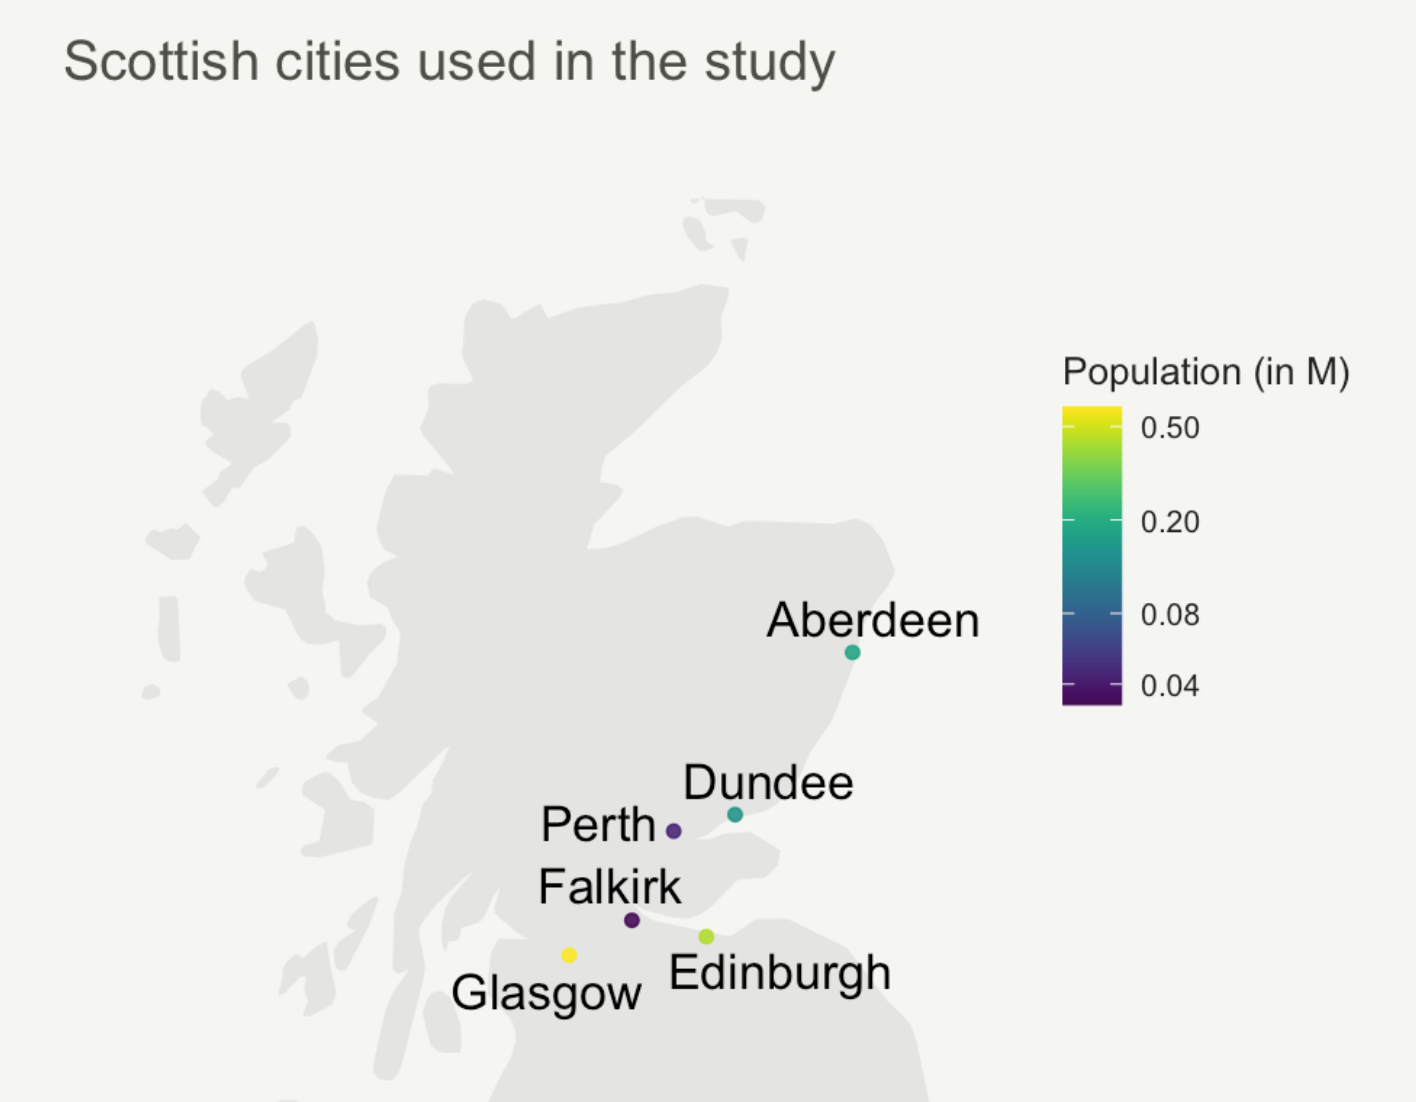 Scottish cities used in the study
Population (in M)
0.50
0.20
0.08
0.04
Aberdeen
Dundee
Perth
Falkirk
Edinburgh
Glasgow